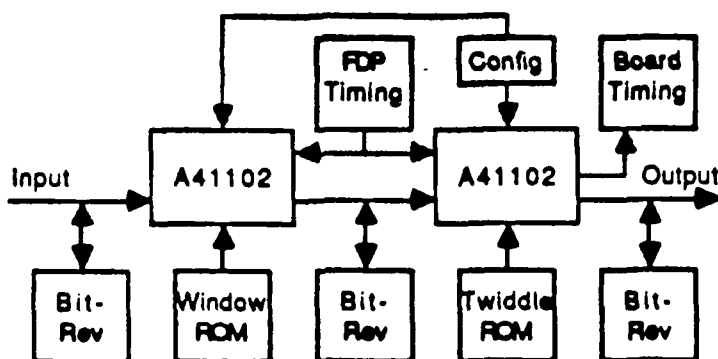 FDP
Timing
Config
Board
Timing
Input
A41102
A41102
Output
Bit-
Rev
Window
ROM
Bit-
Rev
Twiddle
ROM
Bit-
Rev